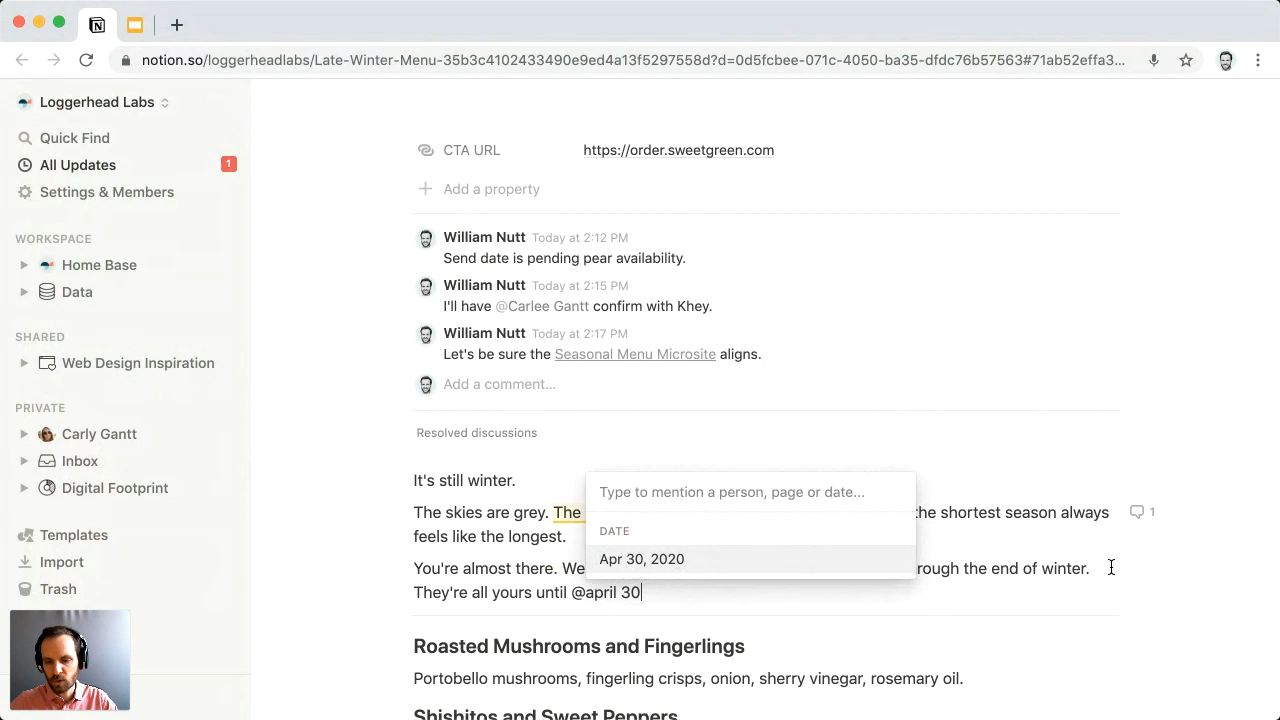 notion.so/loggerheadlabs/Late-Winter-Menu-35b3c4102433490e9ed4a13f5297558d?d=0d5fcbee-071c-4050-ba35-dfdc76b57563#71ab52effa3...
Loggerhead Labs
Quick Find
All Updates 1
Settings & Members
WORKSPACE
Home Base
Data
SHARED
Web Design Inspiration
PRIVATE
Carly Gantt
Inbox
Digital Footprint
Templates
Import
Trash
CTA URL https://order.sweetgreen.com
Add a property
William Nutt Today at 2:12 PM
Send date is pending pear availability.
William Nutt Today at 2:15 PM
I'll have @Carlee Gantt confirm with Khey.
William Nutt Today at 2:17 PM
Let's be sure the Seasonal Menu Microsite aligns.
Add a comment...
Resolved discussions
It's still winter.
Type to mention a person, page or date...
The skies are grey. The the shortest season always 1
DATE
feels like the longest.
Apr 30, 2020
You're almost there. We rough the end of winter.
They're all yours until @april 30
Roasted Mushrooms and Fingerlings
Portobello mushrooms, fingerling crisps, onion, sherry vinegar, rosemary oil.
Shishitos and Sweet Peppers